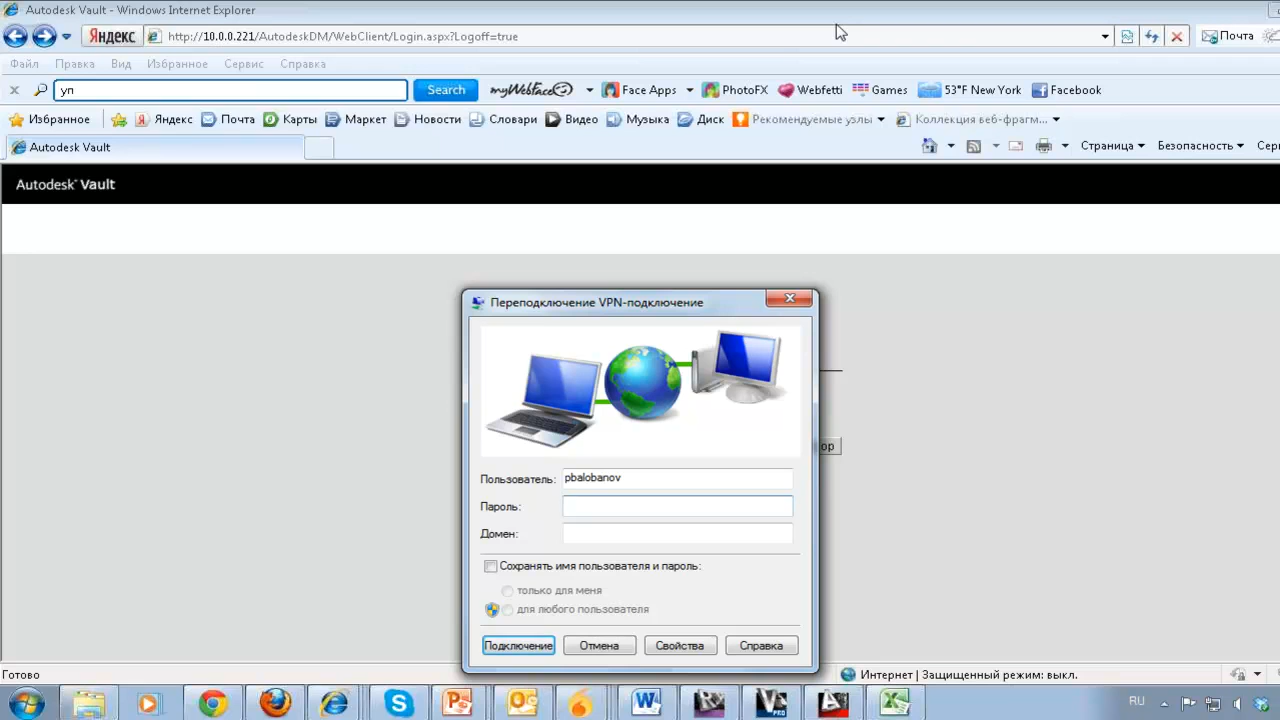 Autodesk Vault - Windows Internet Explorer
Яндекс http://10.0.0.221/AutodeskDM/WebClient/Login.aspx?Logoff=true Почта
Файл Правка Вид Избранное Сервис Справка
уп Search myWebFace Face Apps PhotoFX Webfetti Games 53°F New York Facebook
Избранное Яндекс Почта Карты Маркет Новости Словари Видео Музыка Диск Рекомендуемые узлы Коллекция веб-фрагм...
Autodesk Vault Страница Безопасность Сер
Autodesk® Vault
Переподключение VPN-подключение
ор
Пользователь: pbalobanov
Пароль:
Домен:
Сохранять имя пользователя и пароль:
только для меня
для любого пользователя
Подключение Отмена Свойства Справка
Готово Интернет | Защищенный режим: выкл.
RU